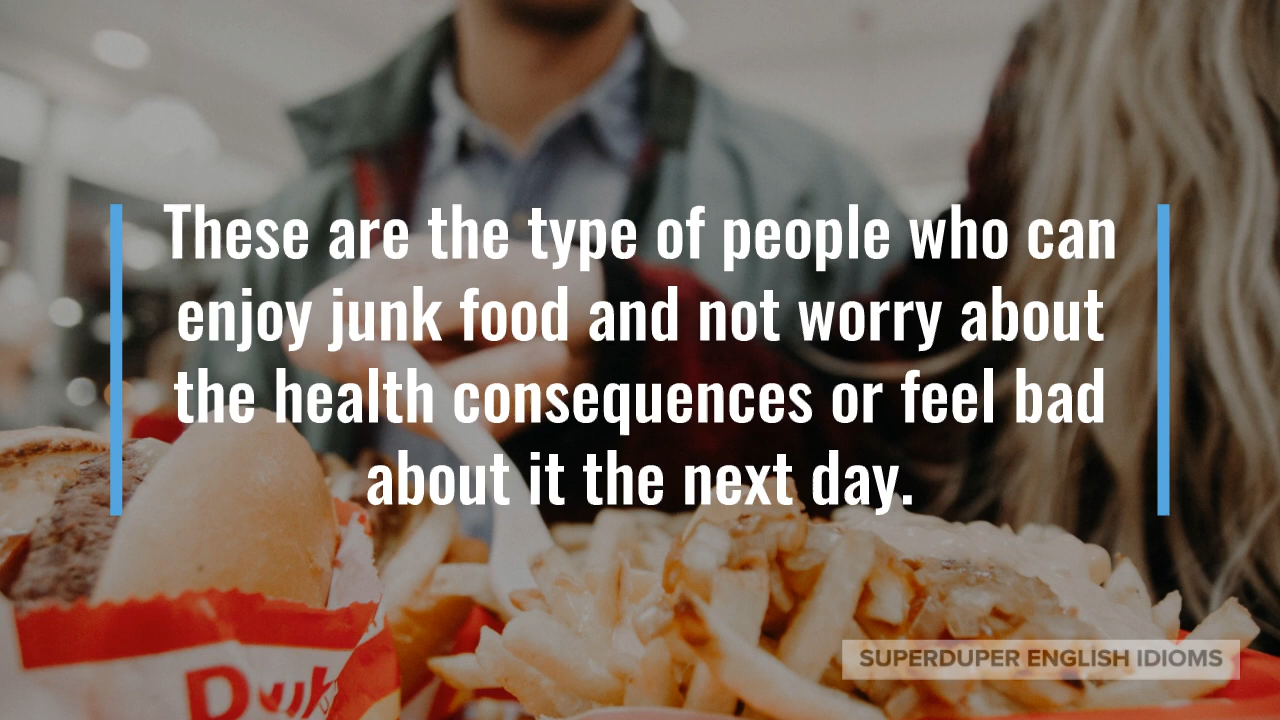 These are the type of people who can
enjoy junk food and not worry about
the health consequences or feel bad
about it the next day.
SUPERDUPER ENGLISH IDIOMS